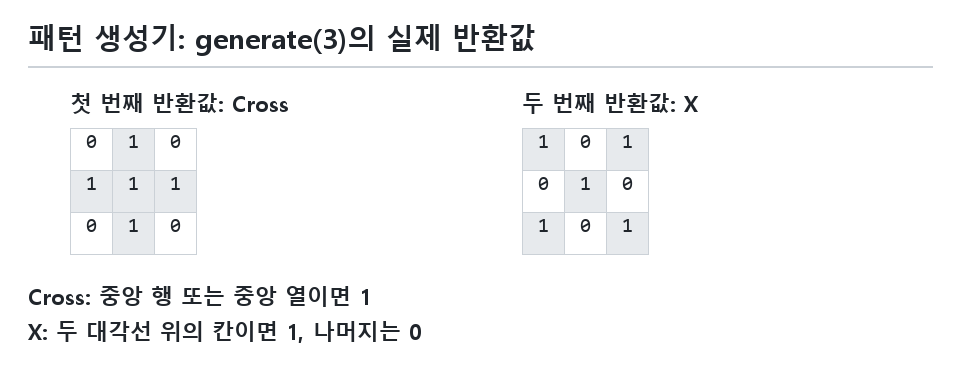 패턴 생성기: generate(3)의 실제 반환값
첫 번째 반환값: Cross
0 1 0
1 1 1
0 1 0
두 번째 반환값: X
1 0 1
0 1 0
1 0 1
Cross: 중앙 행 또는 중앙 열이면 1
X: 두 대각선 위의 칸이면 1, 나머지는 0